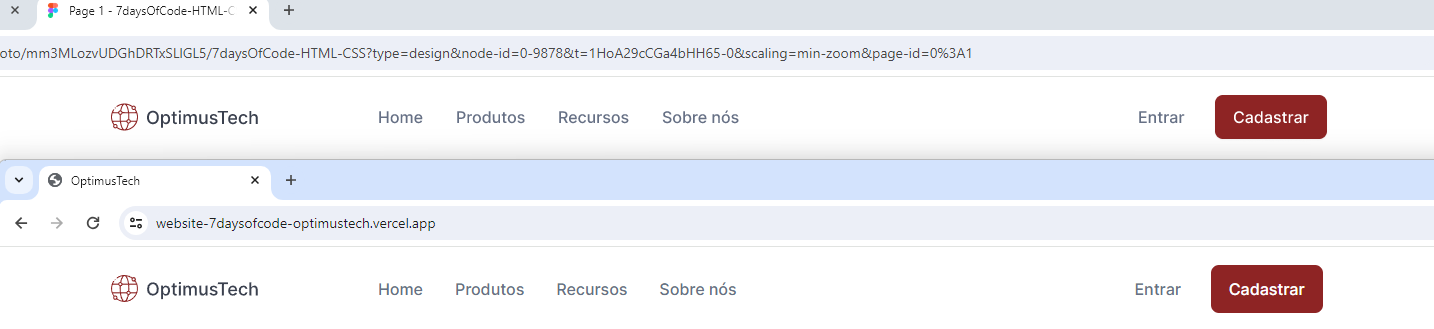 Page 1 - 7daysOfCode-HTML-C
oto/mm3MLozvUDGhDRTxSLIGL5/7daysOfCode-HTML-CSS?type=design&node-id=0-9878&t=1HoA29cCGa4bHH65-0&scaling=min-zoom&page-id=0%3A1
OptimusTech Home Produtos Recursos Sobre nós Entrar Cadastrar
OptimusTech
website-7daysofcode-optimustech.vercel.app
OptimusTech Home Produtos Recursos Sobre nós Entrar Cadastrar